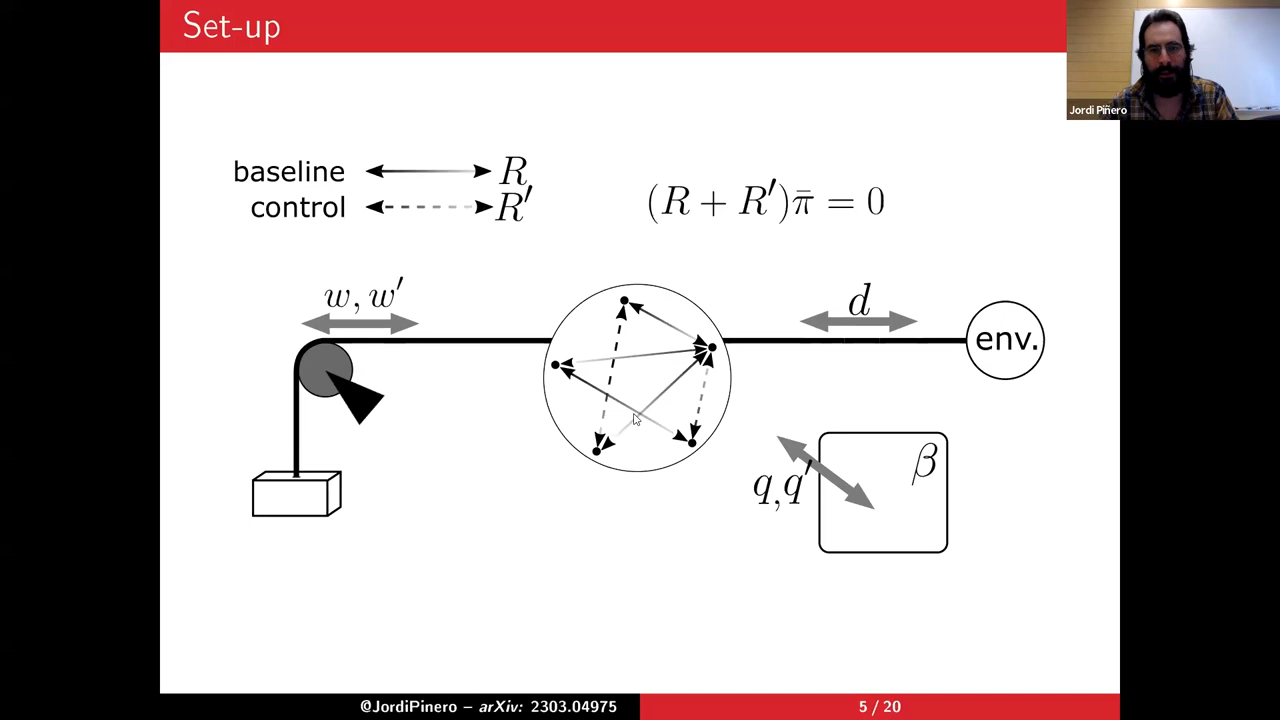 Set-up
Jordi Piñero
baseline R
control R′
(R + R′)π̄ = 0
w, w′
d
env.
β
q, q′
@JordiPinero – arXiv: 2303.04975
5 / 20